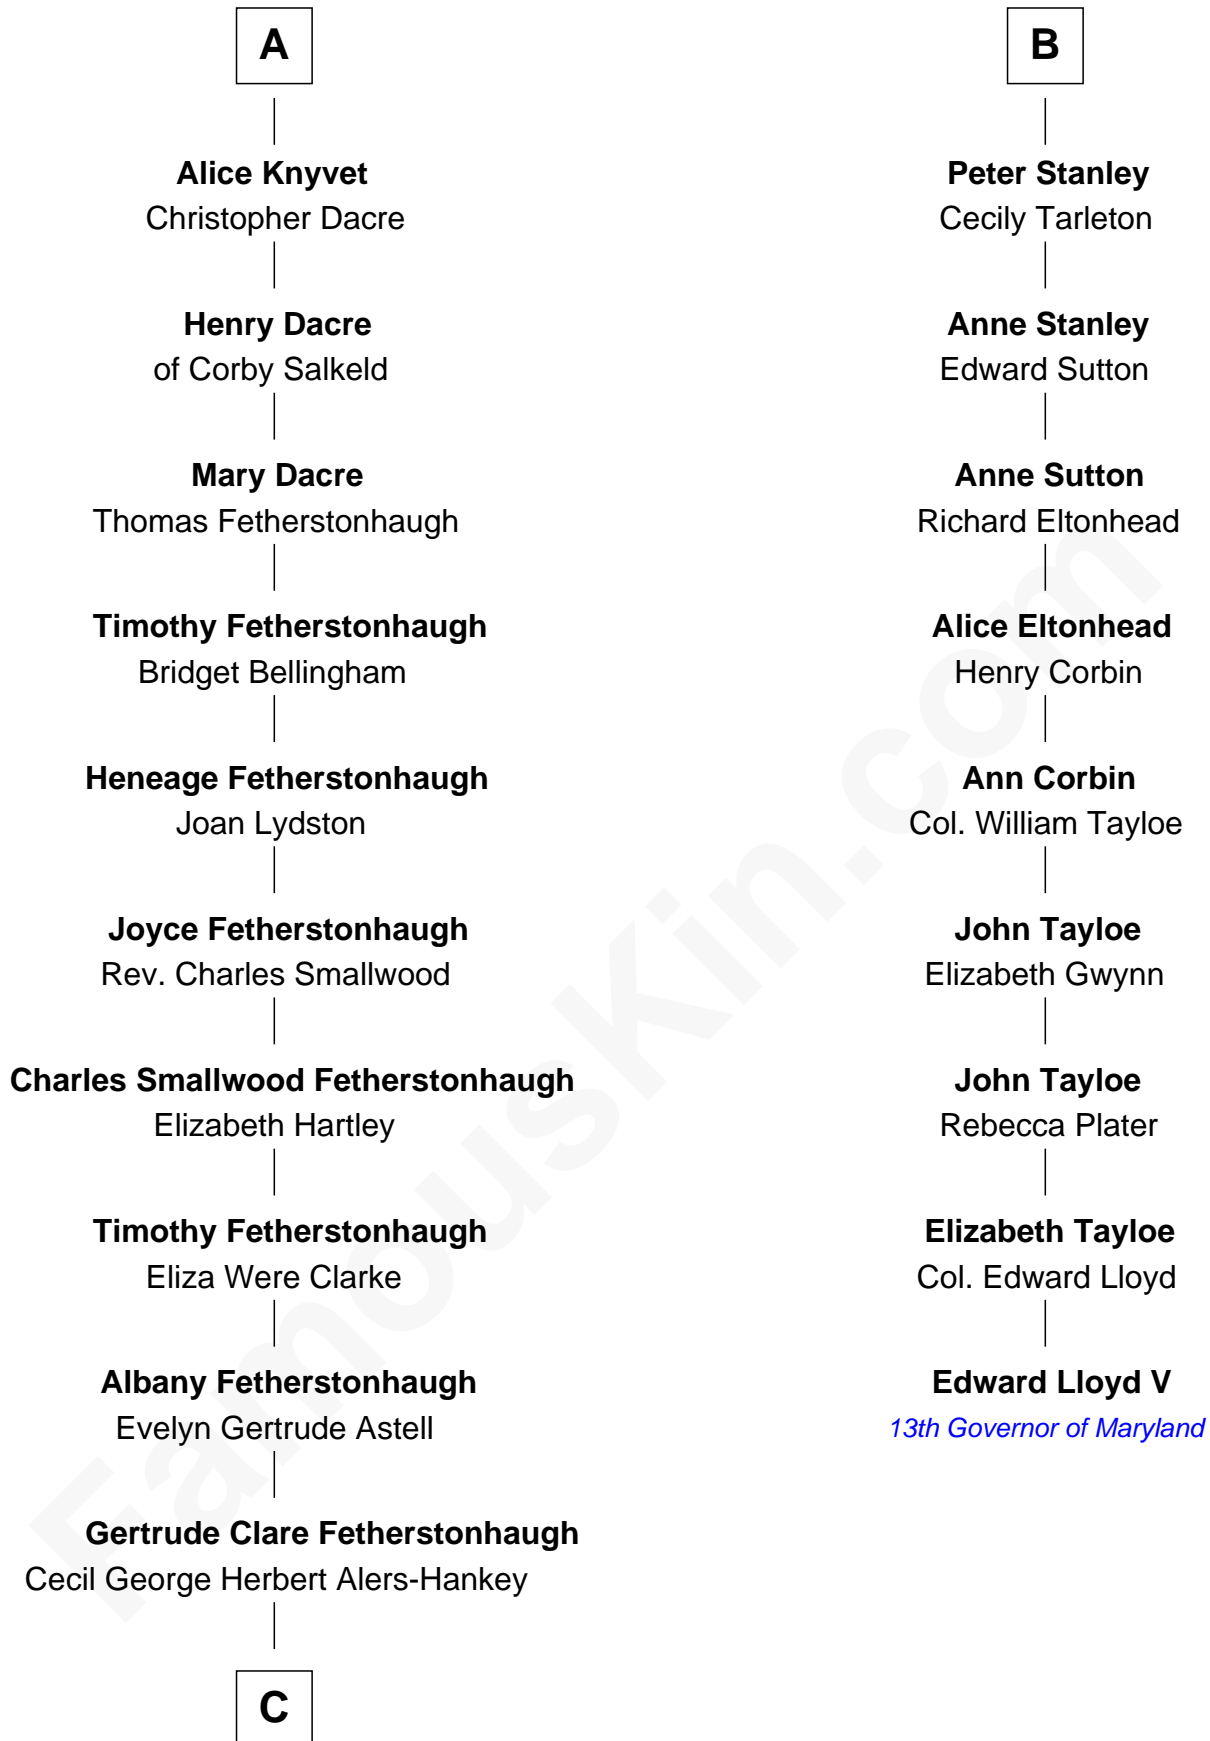 A
Alice Knyvet
Christopher Dacre
Henry Dacre
of Corby Salkeld
Mary Dacre
Thomas Fetherstonhaugh
Timothy Fetherstonhaugh
Bridget Bellingham
Heneage Fetherstonhaugh
Joan Lydston
Joyce Fetherstonhaugh
Rev. Charles Smallwood
Charles Smallwood Fetherstonhaugh
Elizabeth Hartley
Timothy Fetherstonhaugh
Eliza Were Clarke
Albany Fetherstonhaugh
Evelyn Gertrude Astell
Gertrude Clare Fetherstonhaugh
Cecil George Herbert Alers-Hankey
C
B
Peter Stanley
Cecily Tarleton
Anne Stanley
Edward Sutton
Anne Sutton
Richard Eltonhead
Alice Eltonhead
Henry Corbin
Ann Corbin
Col. William Tayloe
John Tayloe
Elizabeth Gwynn
John Tayloe
Rebecca Plater
Elizabeth Tayloe
Col. Edward Lloyd
Edward Lloyd V
13th Governor of Maryland
FamousKin.com